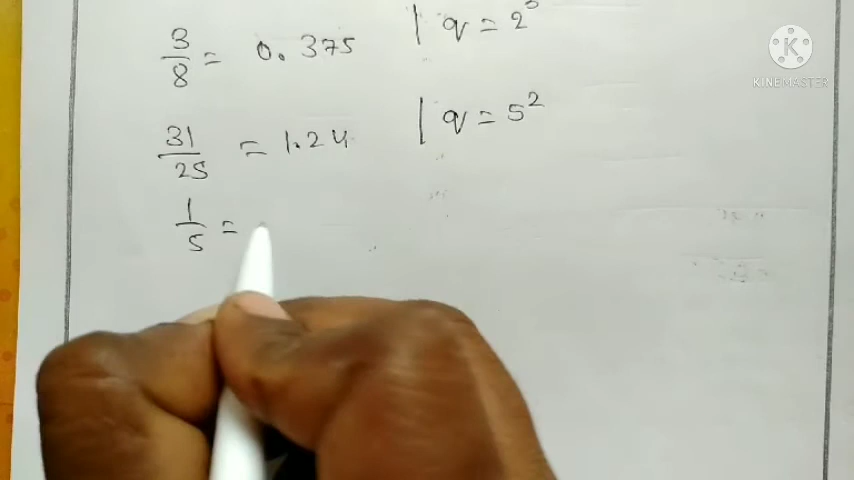 3/8 = 0.375 | q = 2³
31/25 = 1.24 | q = 5²
1/5 =
K
KINEMASTER